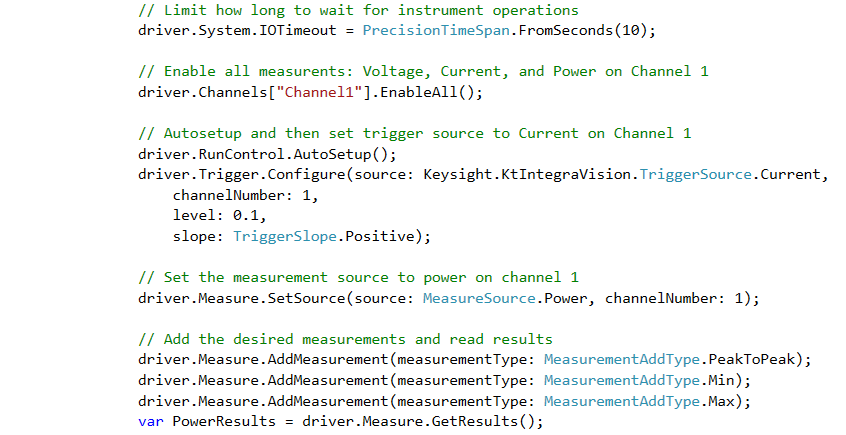 // Limit how long to wait for instrument operations
driver.System.IOTimeout = PrecisionTimeSpan.FromSeconds(10);
// Enable all measurents: Voltage, Current, and Power on Channel 1
driver.Channels["Channel1"].EnableAll();
// Autosetup and then set trigger source to Current on Channel 1
driver.RunControl.AutoSetup();
driver.Trigger.Configure(source: Keysight.KtIntegraVision.TriggerSource.Current,
channelNumber: 1,
level: 0.1,
slope: TriggerSlope.Positive);
// Set the measurement source to power on channel 1
driver.Measure.SetSource(source: MeasureSource.Power, channelNumber: 1);
// Add the desired measurements and read results
driver.Measure.AddMeasurement(measurementType: MeasurementAddType.PeakToPeak);
driver.Measure.AddMeasurement(measurementType: MeasurementAddType.Min);
driver.Measure.AddMeasurement(measurementType: MeasurementAddType.Max);
var PowerResults = driver.Measure.GetResults();